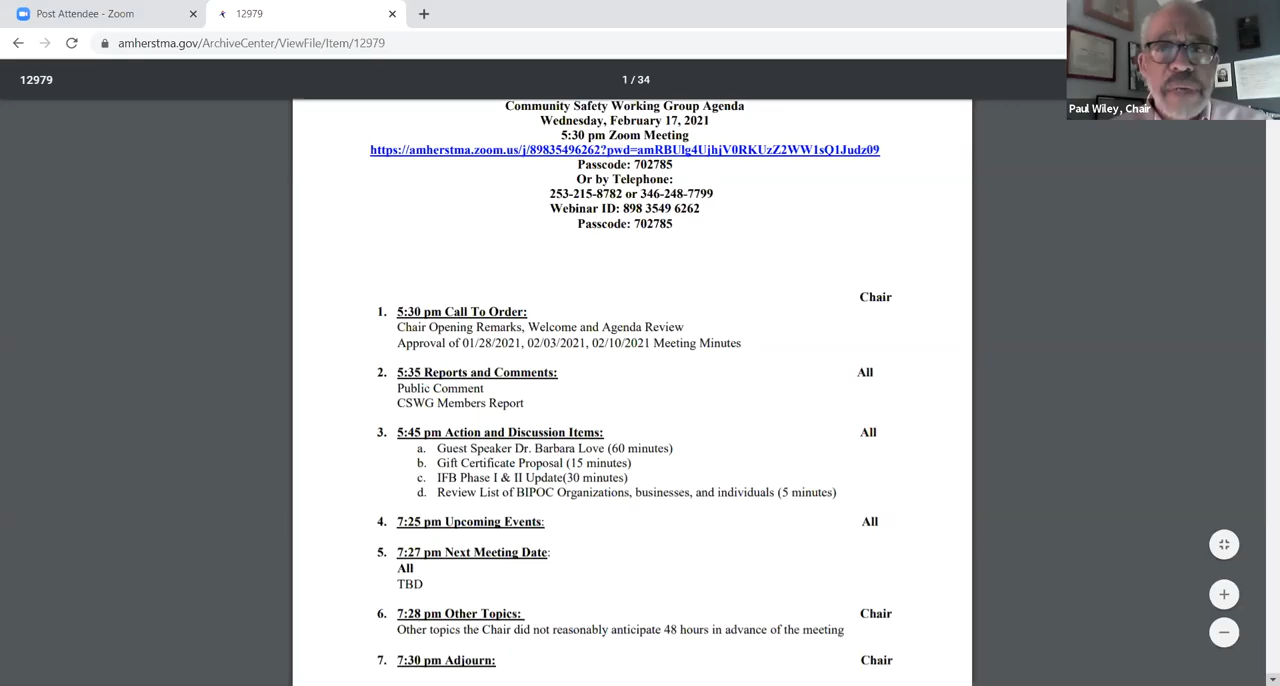 Post Attendee - Zoom
12979
amherstma.gov/ArchiveCenter/ViewFile/Item/12979
12979
1 / 34
Paul Wiley, Chair
Community Safety Working Group Agenda
Wednesday, February 17, 2021
5:30 pm Zoom Meeting
https://amherstma.zoom.us/j/89835496262?pwd=amRBUlg4UjhjV0RKUzZ2WW1sQ1Judz09
Passcode: 702785
Or by Telephone:
253-215-8782 or 346-248-7799
Webinar ID: 898 3549 6262
Passcode: 702785
Chair
1. 5:30 pm Call To Order:
Chair Opening Remarks, Welcome and Agenda Review
Approval of 01/28/2021, 02/03/2021, 02/10/2021 Meeting Minutes
2. 5:35 Reports and Comments: All
Public Comment
CSWG Members Report
3. 5:45 pm Action and Discussion Items: All
a. Guest Speaker Dr. Barbara Love (60 minutes)
b. Gift Certificate Proposal (15 minutes)
c. IFB Phase I & II Update(30 minutes)
d. Review List of BIPOC Organizations, businesses, and individuals (5 minutes)
4. 7:25 pm Upcoming Events: All
5. 7:27 pm Next Meeting Date:
All
TBD
6. 7:28 pm Other Topics: Chair
Other topics the Chair did not reasonably anticipate 48 hours in advance of the meeting
7. 7:30 pm Adjourn: Chair